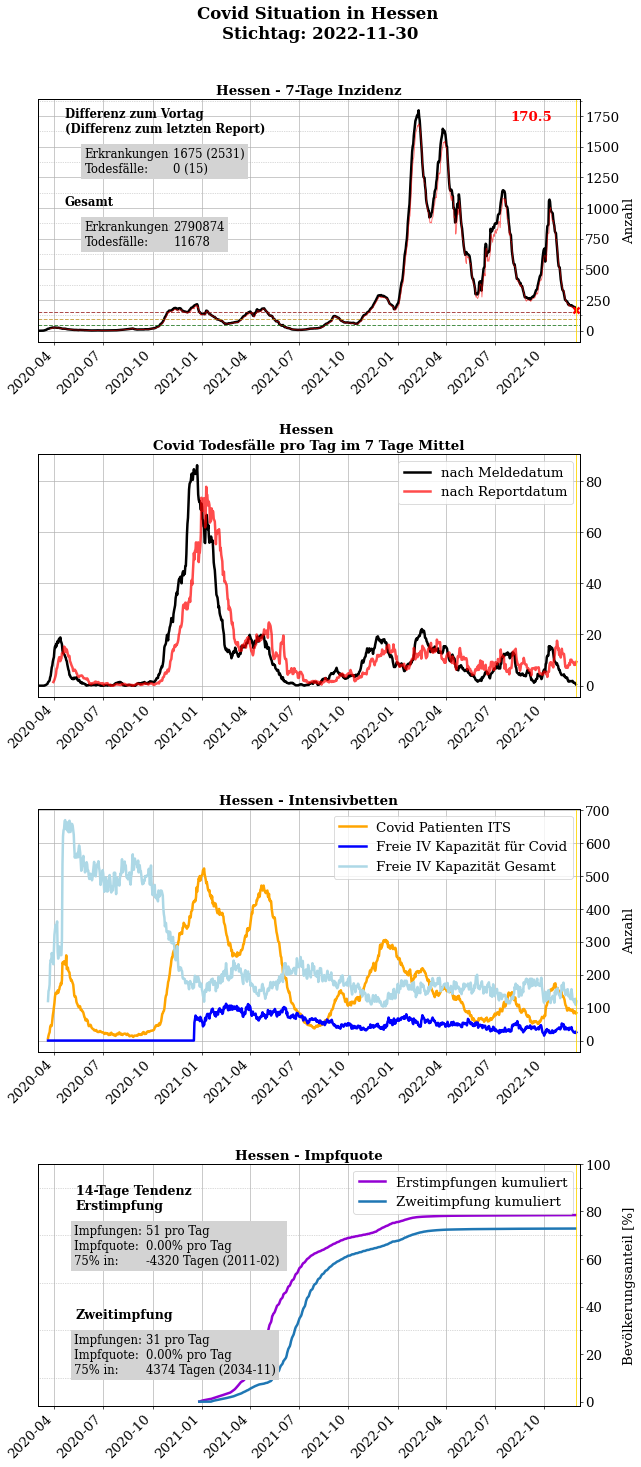 Covid Situation in Hessen
Stichtag: 2022-11-30
Hessen - 7-Tage Inzidenz
Differenz zum Vortag
(Differenz zum letzten Report)
Erkrankungen 1675 (2531)
Todesfälle: 0 (15)
Gesamt
Erkrankungen 2790874
Todesfälle: 11678
170.5
1750
1500
1250
1000
750
500
250
0
Anzahl
2020-04
2020-07
2020-10
2021-01
2021-04
2021-07
2021-10
2022-01
2022-04
2022-07
2022-10
Hessen
Covid Todesfälle pro Tag im 7 Tage Mittel
nach Meldedatum
nach Reportdatum
80
60
40
20
0
2020-04
2020-07
2020-10
2021-01
2021-04
2021-07
2021-10
2022-01
2022-04
2022-07
2022-10
Hessen - Intensivbetten
Covid Patienten ITS
Freie IV Kapazität für Covid
Freie IV Kapazität Gesamt
700
600
500
400
300
200
100
0
Anzahl
2020-04
2020-07
2020-10
2021-01
2021-04
2021-07
2021-10
2022-01
2022-04
2022-07
2022-10
Hessen - Impfquote
14-Tage Tendenz
Erstimpfung
Impfungen: 51 pro Tag
Impfquote: 0.00% pro Tag
75% in: -4320 Tagen (2011-02)
Zweitimpfung
Impfungen: 31 pro Tag
Impfquote: 0.00% pro Tag
75% in: 4374 Tagen (2034-11)
Erstimpfungen kumuliert
Zweitimpfung kumuliert
100
80
60
40
20
0
Bevölkerungsanteil [%]
2020-04
2020-07
2020-10
2021-01
2021-04
2021-07
2021-10
2022-01
2022-04
2022-07
2022-10